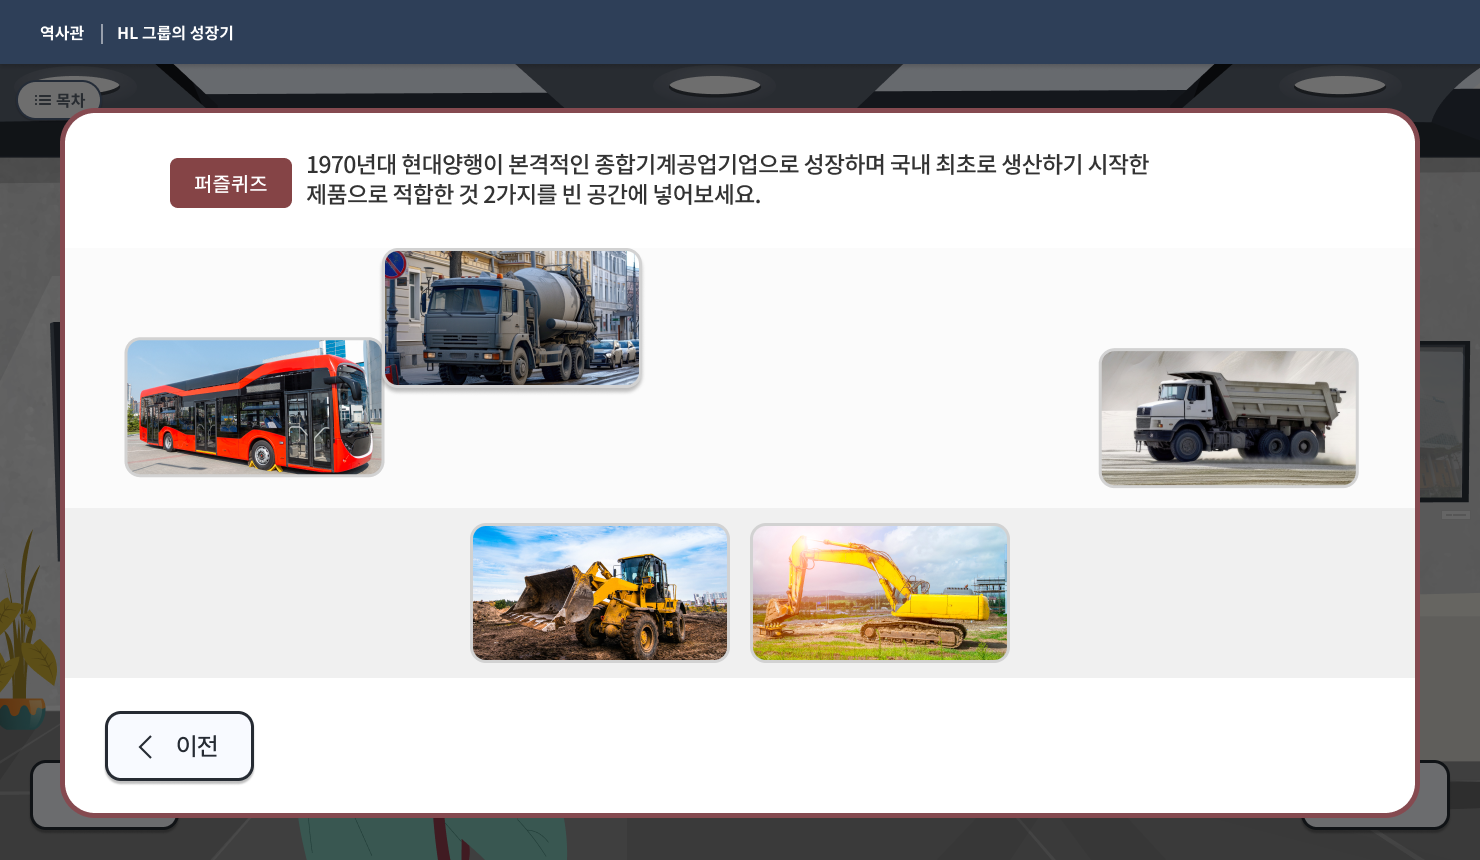 역사관 | HL 그룹의 성장기
목차
퍼즐퀴즈
1970년대 현대양행이 본격적인 종합기계공업기업으로 성장하며 국내 최초로 생산하기 시작한
제품으로 적합한 것 2가지를 빈 공간에 넣어보세요.
이전